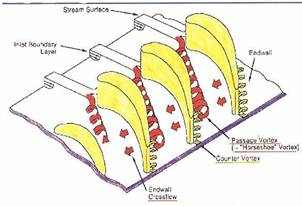 Stream Surface
Inlet Boundary
Layer
Endwall
Passage Vortex
(= "Horseshoe" Vortex)
Counter Vortex
Endwall
Crossflow